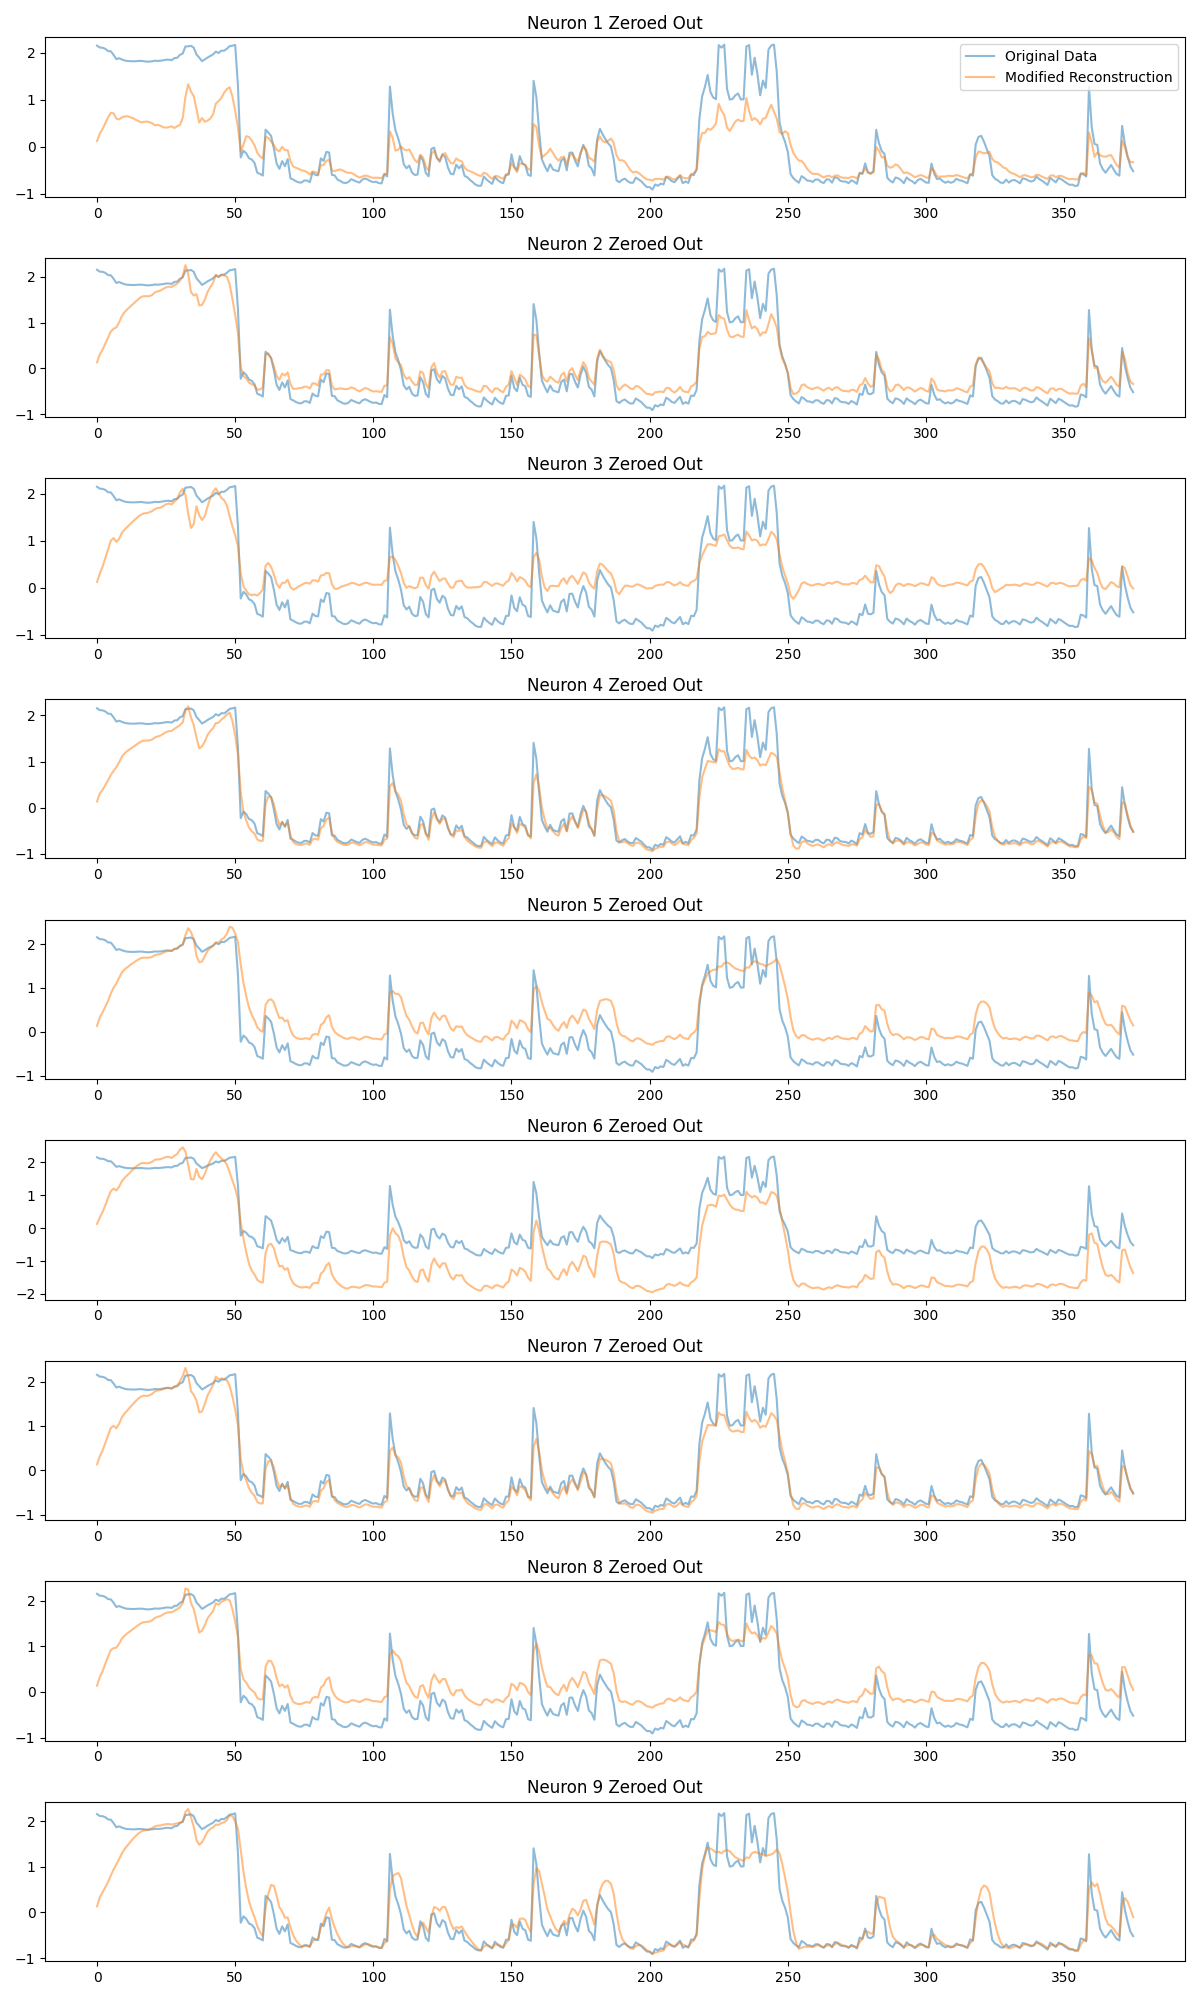 Neuron 1 Zeroed Out
2
1
0
−1
Original Data
Modified Reconstruction
0 50 100 150 200 250 300 350
Neuron 2 Zeroed Out
2
1
0
−1
0 50 100 150 200 250 300 350
Neuron 3 Zeroed Out
2
1
0
−1
0 50 100 150 200 250 300 350
Neuron 4 Zeroed Out
2
1
0
−1
0 50 100 150 200 250 300 350
Neuron 5 Zeroed Out
2
1
0
−1
0 50 100 150 200 250 300 350
Neuron 6 Zeroed Out
2
1
0
−1
−2
0 50 100 150 200 250 300 350
Neuron 7 Zeroed Out
2
1
0
−1
0 50 100 150 200 250 300 350
Neuron 8 Zeroed Out
2
1
0
−1
0 50 100 150 200 250 300 350
Neuron 9 Zeroed Out
2
1
0
−1
0 50 100 150 200 250 300 350